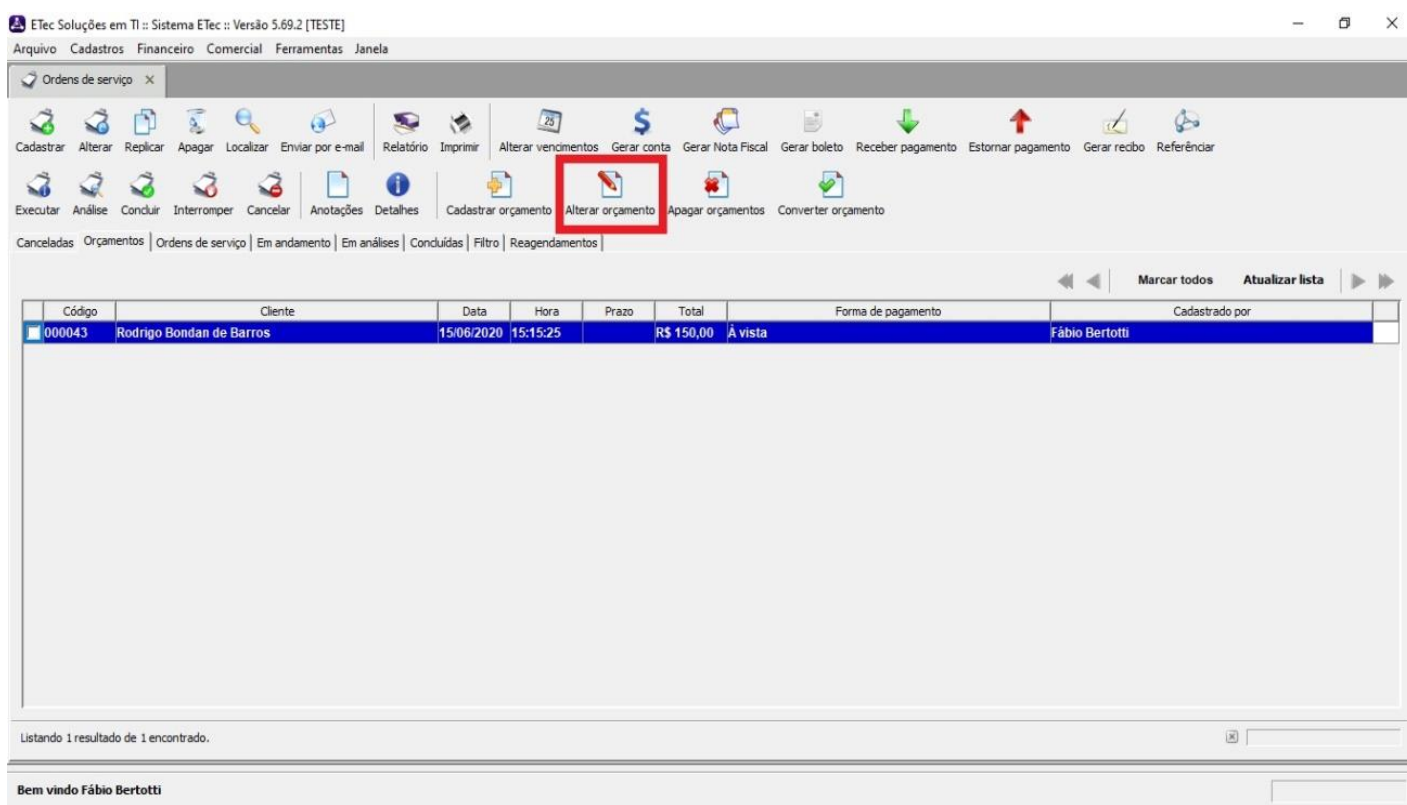 ETec Soluções em TI :: Sistema ETec :: Versão 5.69.2 [TESTE]
Arquivo Cadastros Financeiro Comercial Ferramentas Janela
Ordens de serviço
Cadastrar Alterar Replicar Apagar Localizar Enviar por e-mail Relatório Imprimir Alterar vencimentos Gerar conta Gerar Nota Fiscal Gerar boleto Receber pagamento Estornar pagamento Gerar recibo Referênciar
Executar Análise Concluir Interromper Cancelar Anotações Detalhes Cadastrar orçamento Alterar orçamento Apagar orçamentos Converter orçamento
Canceladas Orçamentos Ordens de serviço Em andamento Em análises Concluídas Filtro Reagendamentos
Marcar todos Atualizar lista
Código Cliente Data Hora Prazo Total Forma de pagamento Cadastrado por
000043 Rodrigo Bondan de Barros 15/06/2020 15:15:25 R$ 150,00 À vista Fábio Bertotti
Listando 1 resultado de 1 encontrado.
Bem vindo Fábio Bertotti